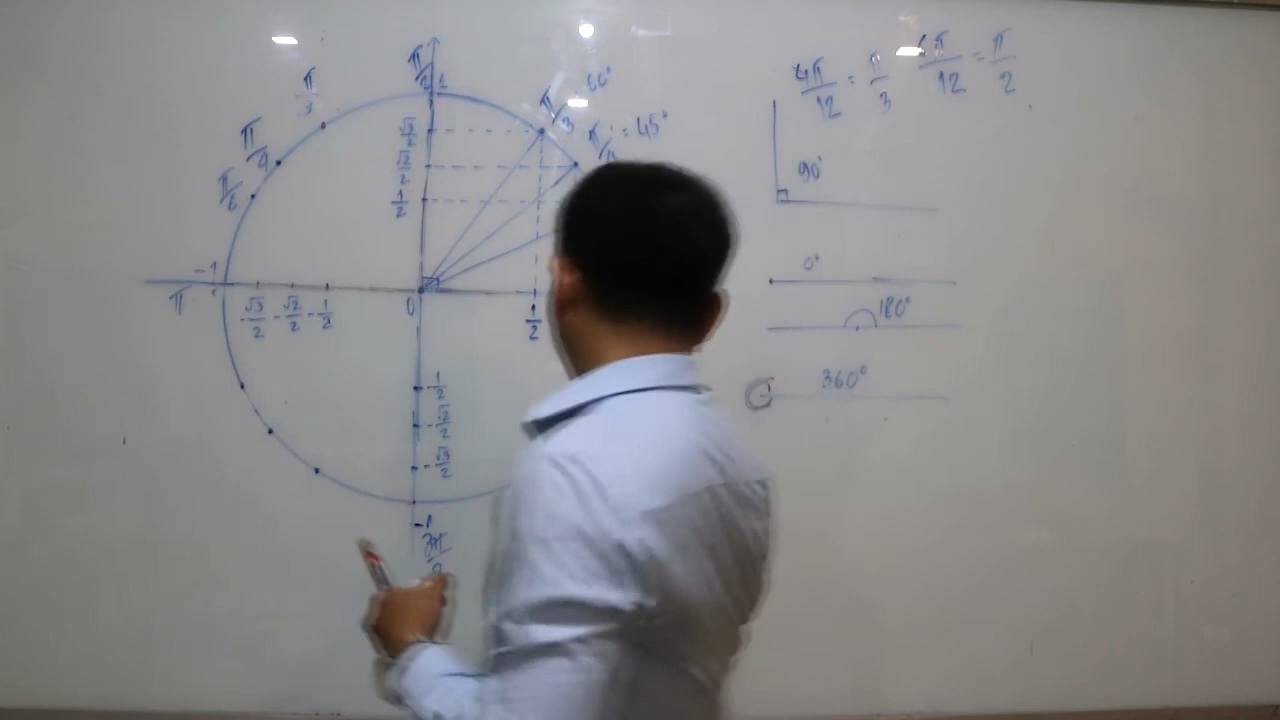 π/2
1
π/3 = 60°
π/4 = 45°
π/3
π/4
π/6
√3/2
√2/2
1/2
-1
π
-√3/2 -√2/2 -1/2
0
1/2
-1/2
-√2/2
-√3/2
-1
3π/2
4π/12 = π/3
6π/12 = π/2
90°
0°
180°
360°